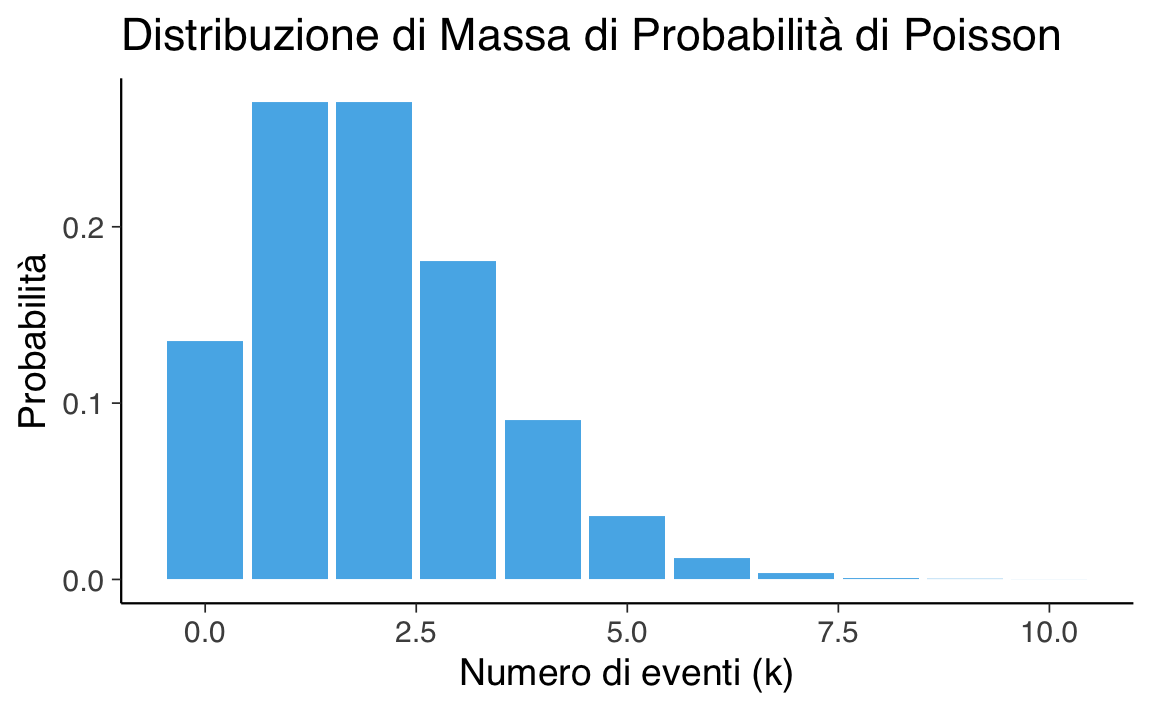 Distribuzione di Massa di Probabilità di Poisson
Probabilità
0.2
0.1
0.0
0.0 2.5 5.0 7.5 10.0
Numero di eventi (k)